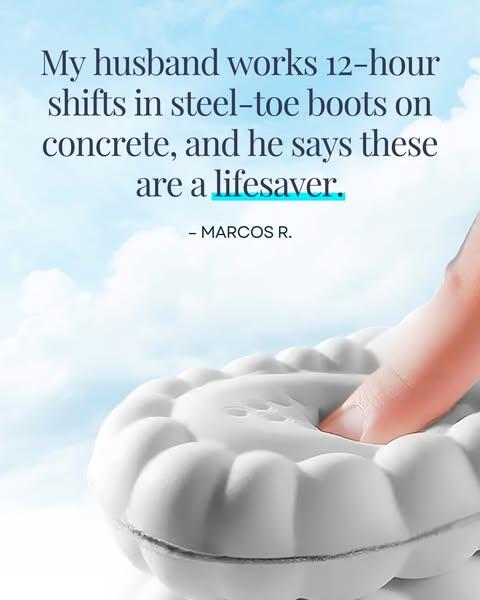 My husband works 12-hour
shifts in steel-toe boots on
concrete, and he says these
are a lifesaver.
– MARCOS R.